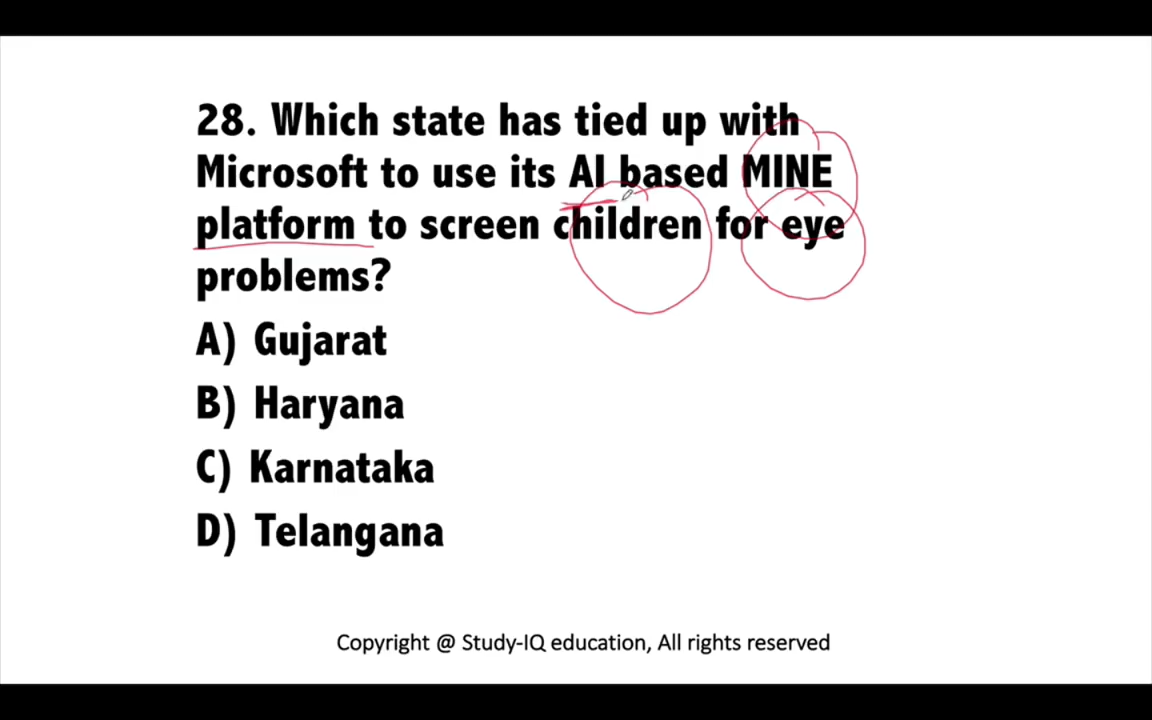 28. Which state has tied up with
Microsoft to use its AI based MINE
platform to screen children for eye
problems?
A) Gujarat
B) Haryana
C) Karnataka
D) Telangana
Copyright @ Study-IQ education, All rights reserved